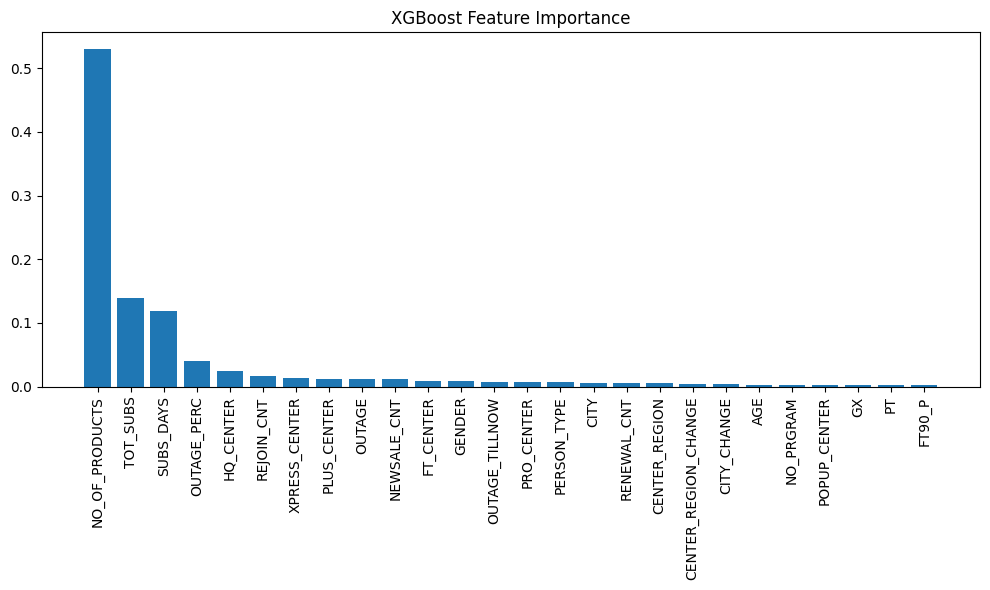 XGBoost Feature Importance
0.5
0.4
0.3
0.2
0.1
0.0
NO_OF_PRODUCTS
TOT_SUBS
SUBS_DAYS
OUTAGE_PERC
HQ_CENTER
REJOIN_CNT
XPRESS_CENTER
PLUS_CENTER
OUTAGE
NEWSALE_CNT
FT_CENTER
GENDER
OUTAGE_TILLNOW
PRO_CENTER
PERSON_TYPE
CITY
RENEWAL_CNT
CENTER_REGION
CENTER_REGION_CHANGE
CITY_CHANGE
AGE
NO_PRGRAM
POPUP_CENTER
GX
PT
FT90_P